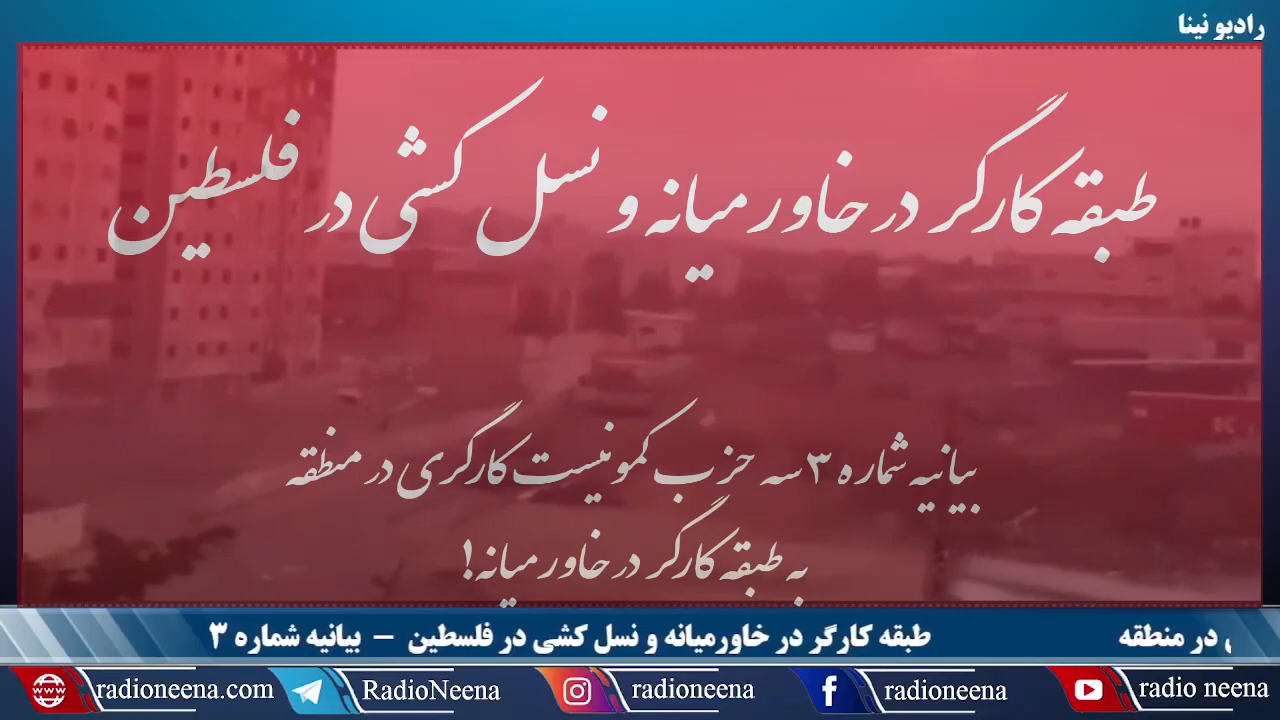 رادیو نینا
طبقه کارگر در خاورمیانه و نسل کشی در فلسطین
بیانیه شماره ۳ سه حزب کمونیست کارگری در منطقه
به طبقه کارگر در خاورمیانه!
در منطقه
طبقه کارگر در خاورمیانه و نسل کشی در فلسطین – بیانیه شماره ۳
radioneena.com
RadioNeena
radioneena
radioneena
radio neena